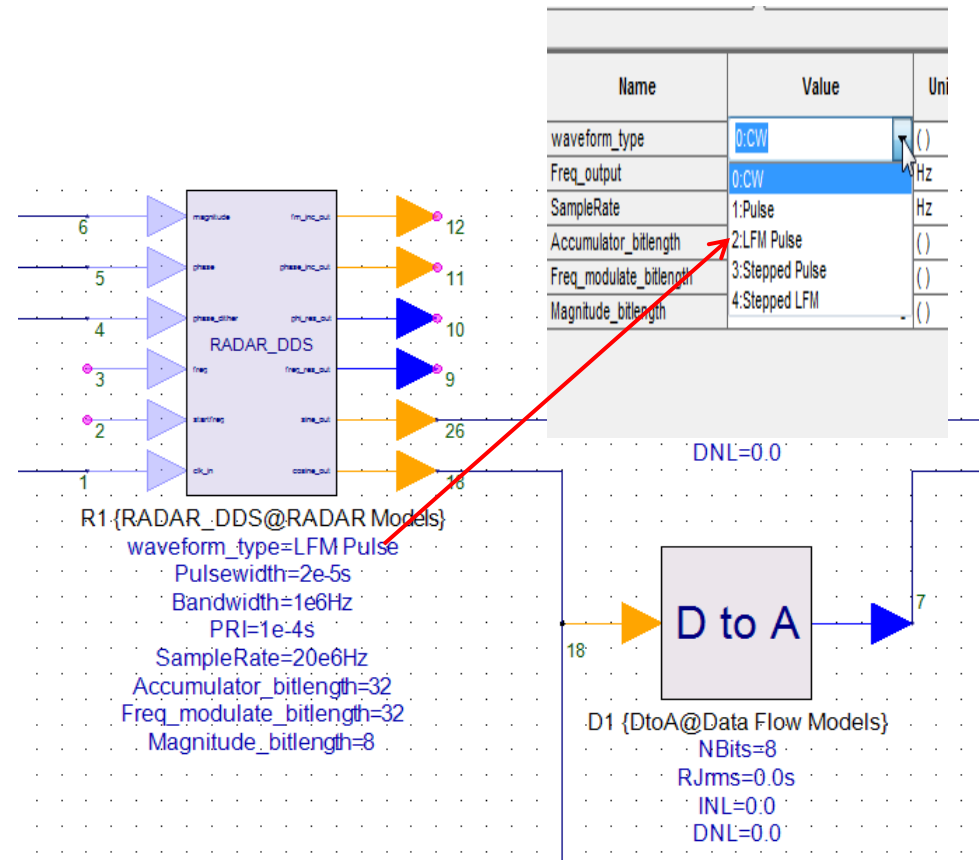 Name Value Uni
waveform_type 0:CW ( )
Freq_output 0:CW Hz
SampleRate 1:Pulse Hz
Accumulator_bitlength 2:LFM Pulse ( )
Freq_modulate_bitlength 3:Stepped Pulse ( )
Magnitude_bitlength 4:Stepped LFM ( )
6 magnitude fm_inc_out 12
5 phase phase_inc_out 11
4 phase_dither phi_res_out 10
RADAR_DDS
3 freq freq_res_out 9
2 startfreq sine_out 26
1 clk_in cosine_out 18
R1 {RADAR_DDS@RADAR Models}
waveform_type=LFM Pulse
Pulsewidth=2e-5s
Bandwidth=1e6Hz
PRI=1e-4s
SampleRate=20e6Hz
Accumulator_bitlength=32
Freq_modulate_bitlength=32
Magnitude_bitlength=8
DNL=0.0
18 D to A 7
D1 {DtoA@Data Flow Models}
NBits=8
RJrms=0.0s
INL=0.0
DNL=0.0